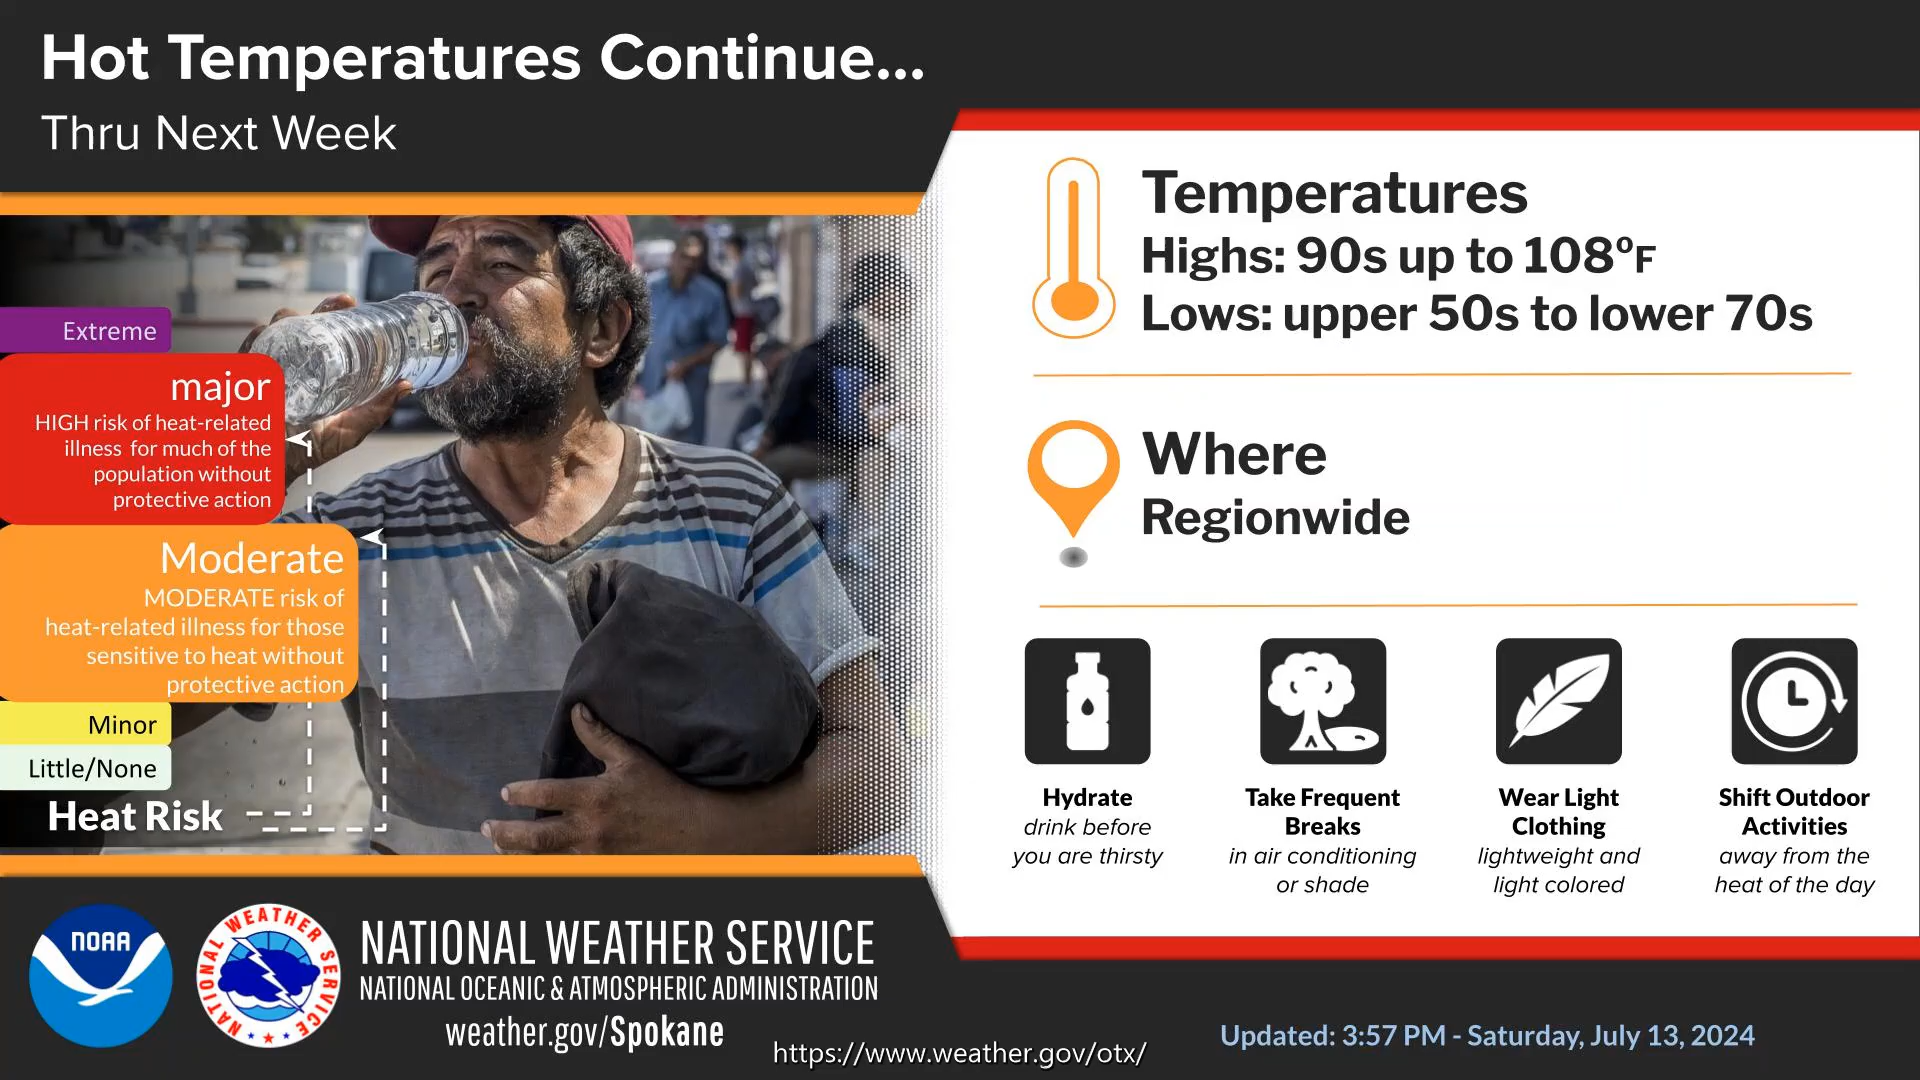 Hot Temperatures Continue...
Thru Next Week
Extreme
major
HIGH risk of heat-related
illness for much of the
population without
protective action
Moderate
MODERATE risk of
heat-related illness for those
sensitive to heat without
protective action
Minor
Little/None
Heat Risk
Temperatures
Highs: 90s up to 108ºF
Lows: upper 50s to lower 70s
Where
Regionwide
Hydrate
drink before
you are thirsty
Take Frequent
Breaks
in air conditioning
or shade
Wear Light
Clothing
lightweight and
light colored
Shift Outdoor
Activities
away from the
heat of the day
NOAA
NATIONAL WEATHER SERVICE
NATIONAL WEATHER SERVICE
NATIONAL OCEANIC & ATMOSPHERIC ADMINISTRATION
weather.gov/Spokane
https://www.weather.gov/otx/
Updated: 3:57 PM - Saturday, July 13, 2024